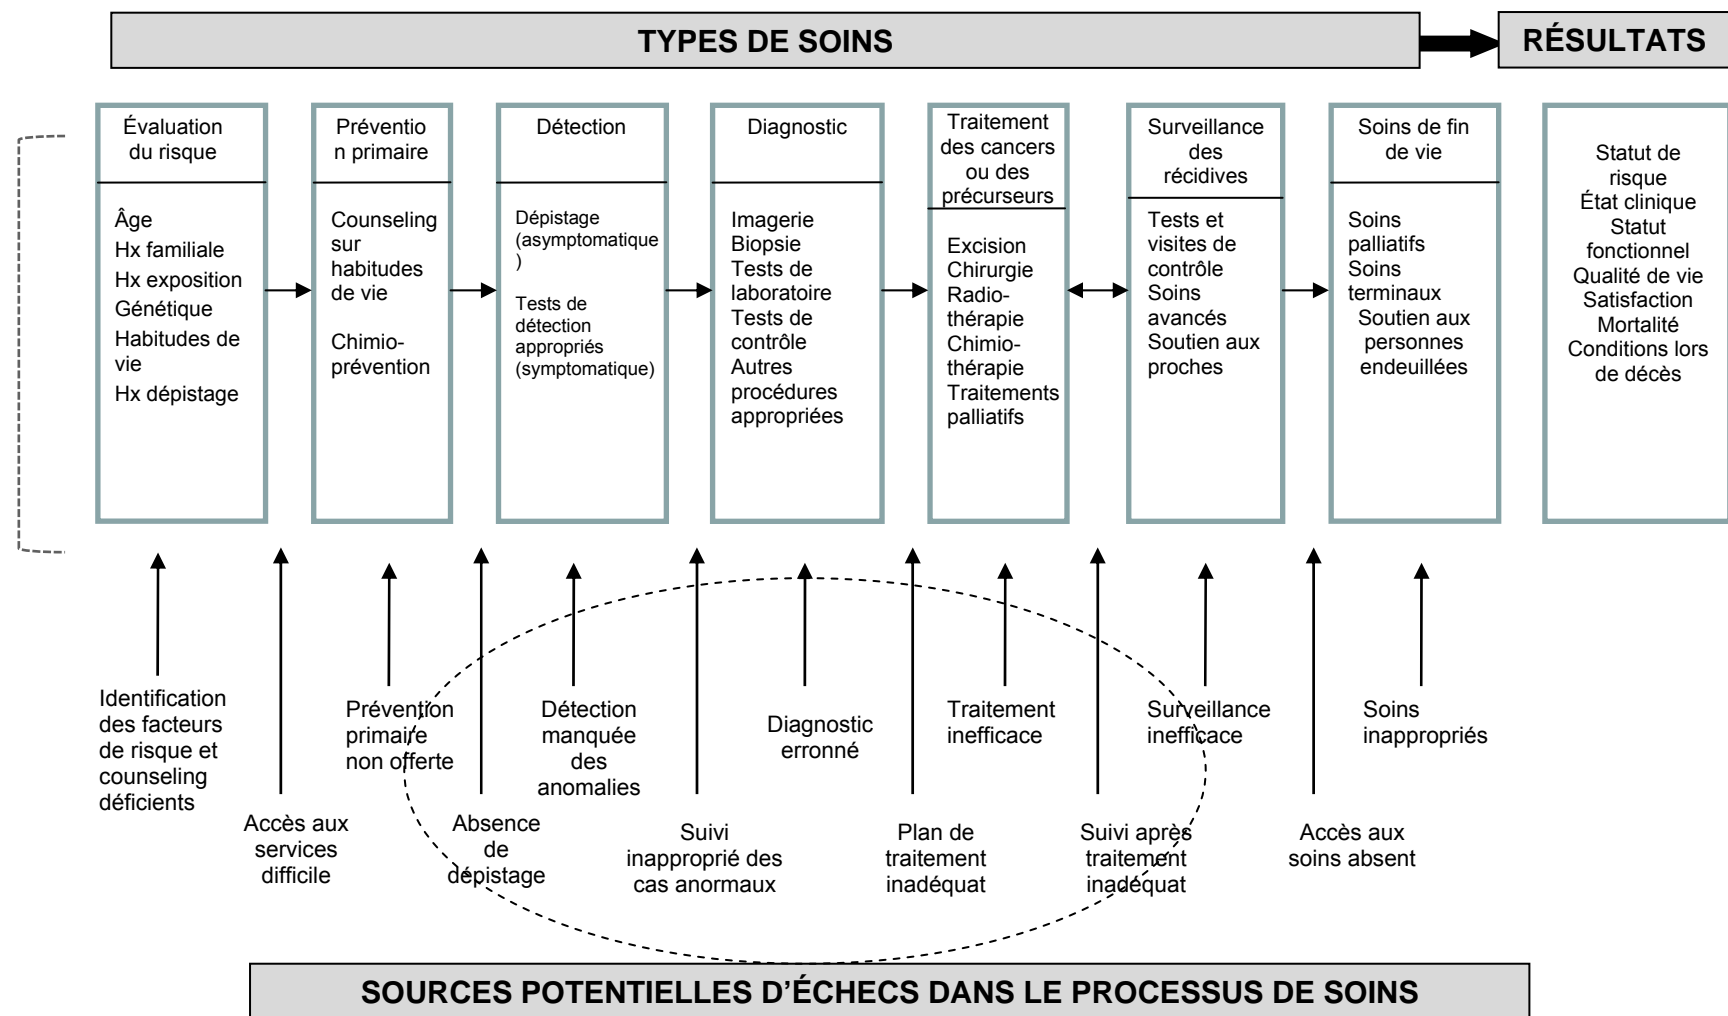 TYPES DE SOINS
RÉSULTATS
Évaluation
du risque
Âge
Hx familiale
Hx exposition
Génétique
Habitudes de
vie
Hx dépistage
Préventio
n primaire
Counseling
sur
habitudes
de vie
Chimio-
prévention
Détection
Dépistage
(asymptomatique
)
Tests de
détection
appropriés
(symptomatique)
Diagnostic
Imagerie
Biopsie
Tests de
laboratoire
Tests de
contrôle
Autres
procédures
appropriées
Traitement
des cancers
ou des
précurseurs
Excision
Chirurgie
Radio-
thérapie
Chimio-
thérapie
Traitements
palliatifs
Surveillance
des
récidives
Tests et
visites de
contrôle
Soins
avancés
Soutien aux
proches
Soins de fin
de vie
Soins
palliatifs
Soins
terminaux
Soutien aux
personnes
endeuillées
Statut de
risque
État clinique
Statut
fonctionnel
Qualité de vie
Satisfaction
Mortalité
Conditions lors
de décès
Identification
des facteurs
de risque et
counseling
déficients
Accès aux
services
difficile
Prévention
primaire
non offerte
Absence
de
dépistage
Détection
manquée
des
anomalies
Suivi
inapproprié des
cas anormaux
Diagnostic
erronné
Plan de
traitement
inadéquat
Traitement
inefficace
Suivi après
traitement
inadéquat
Surveillance
inefficace
Accès aux
soins absent
Soins
inappropriés
SOURCES POTENTIELLES D’ÉCHECS DANS LE PROCESSUS DE SOINS